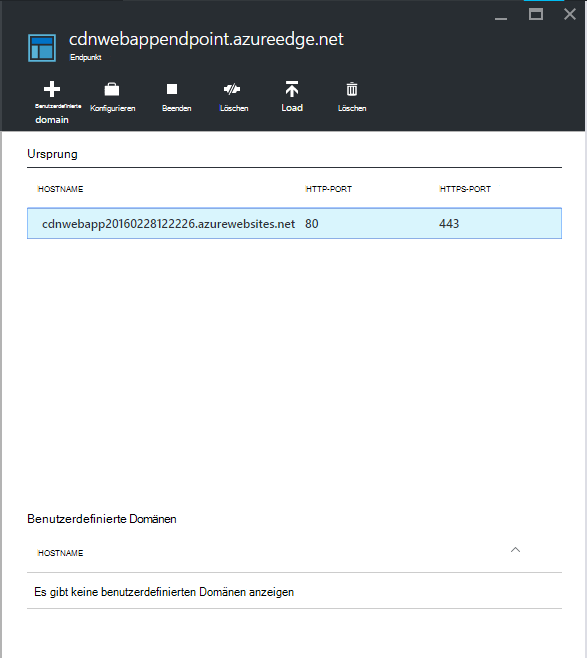 cdnwebappendpoint.azureedge.net
Endpunkt
Benutzerdefinierte domain
Konfigurieren
Beenden
Löschen
Load
Löschen
Ursprung
HOSTNAME HTTP-PORT HTTPS-PORT
cdnwebapp20160228122226.azurewebsites.net 80 443
Benutzerdefinierte Domänen
HOSTNAME
Es gibt keine benutzerdefinierten Domänen anzeigen